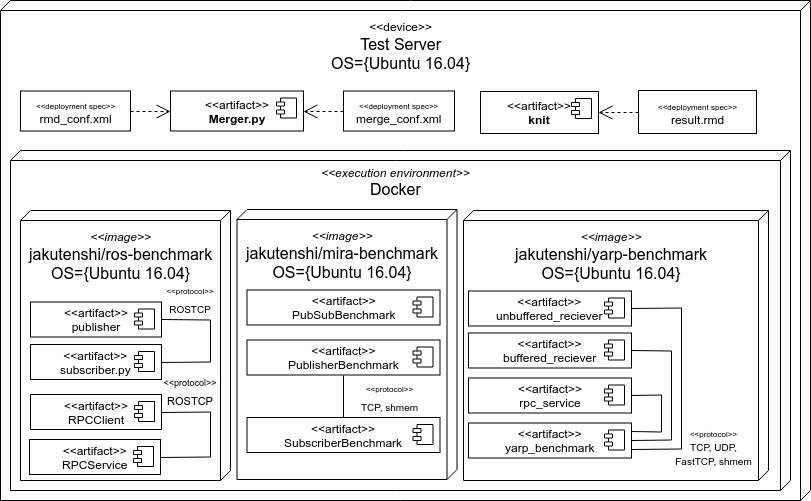 <<device>>
Test Server
OS={Ubuntu 16.04}
<<deployment spec>>
rmd_conf.xml
<<artifact>>
Merger.py
<<deployment spec>>
merge_conf.xml
<<artifact>>
knit
<<deployment spec>>
result.rmd
<<execution environment>>
Docker
<<image>>
jakutenshi/ros-benchmark
OS={Ubuntu 16.04}
<<protocol>>
ROSTCP
<<artifact>>
publisher
<<artifact>>
subscriber.py
<<protocol>>
ROSTCP
<<artifact>>
RPCClient
<<artifact>>
RPCService
<<image>>
jakutenshi/mira-benchmark
OS={Ubuntu 16.04}
<<artifact>>
PubSubBenchmark
<<artifact>>
PublisherBenchmark
<<protocol>>
TCP, shmem
<<artifact>>
SubscriberBenchmark
<<image>>
jakutenshi/yarp-benchmark
OS={Ubuntu 16.04}
<<artifact>>
unbuffered_reciever
<<artifact>>
buffered_reciever
<<artifact>>
rpc_service
<<artifact>>
yarp_benchmark
<<protocol>>
TCP, UDP,
FastTCP, shmem